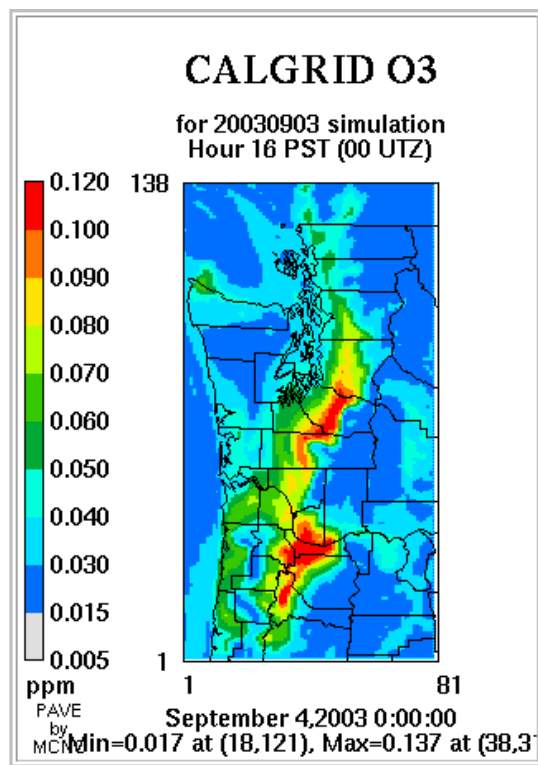 CALGRID O3
for 20030903 simulation
Hour 16 PST (00 UTZ)
0.120
0.100
0.090
0.080
0.070
0.060
0.050
0.040
0.030
0.015
0.005
ppm
PAVE
by
138
1
1
81
September 4,2003 0:00:00
Min=0.017 at (18,121), Max=0.137 at (38,3